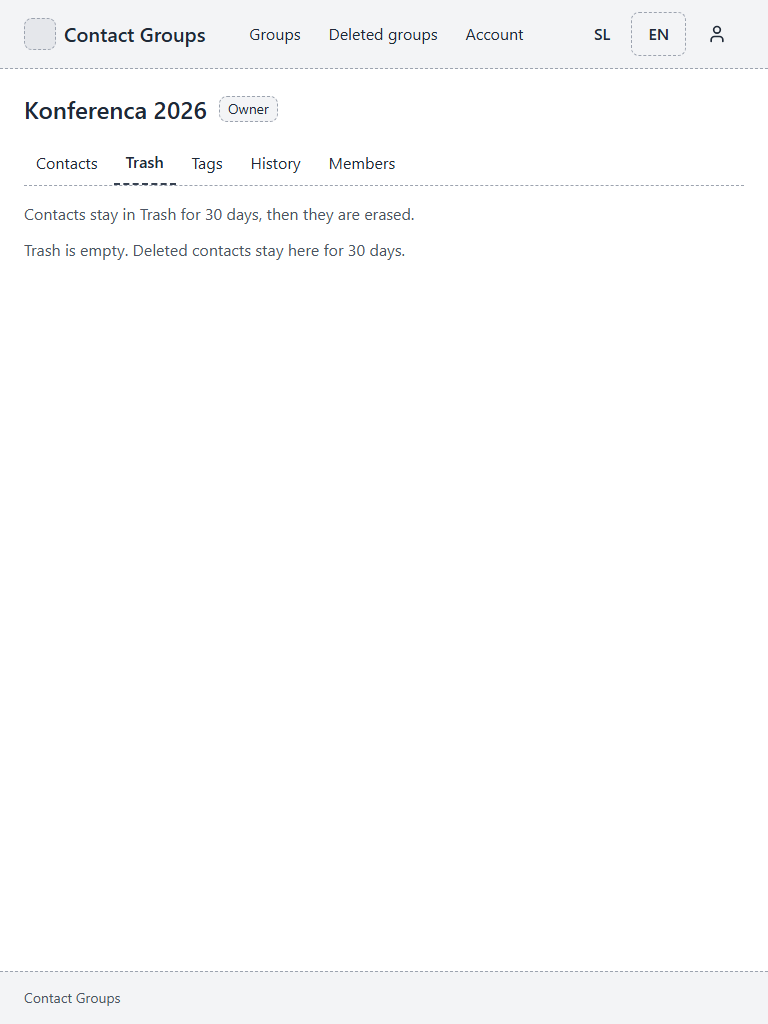 Contact Groups Groups Deleted groups Account SL EN
Konferenca 2026 Owner
Contacts Trash Tags History Members
Contacts stay in Trash for 30 days, then they are erased.
Trash is empty. Deleted contacts stay here for 30 days.
Contact Groups